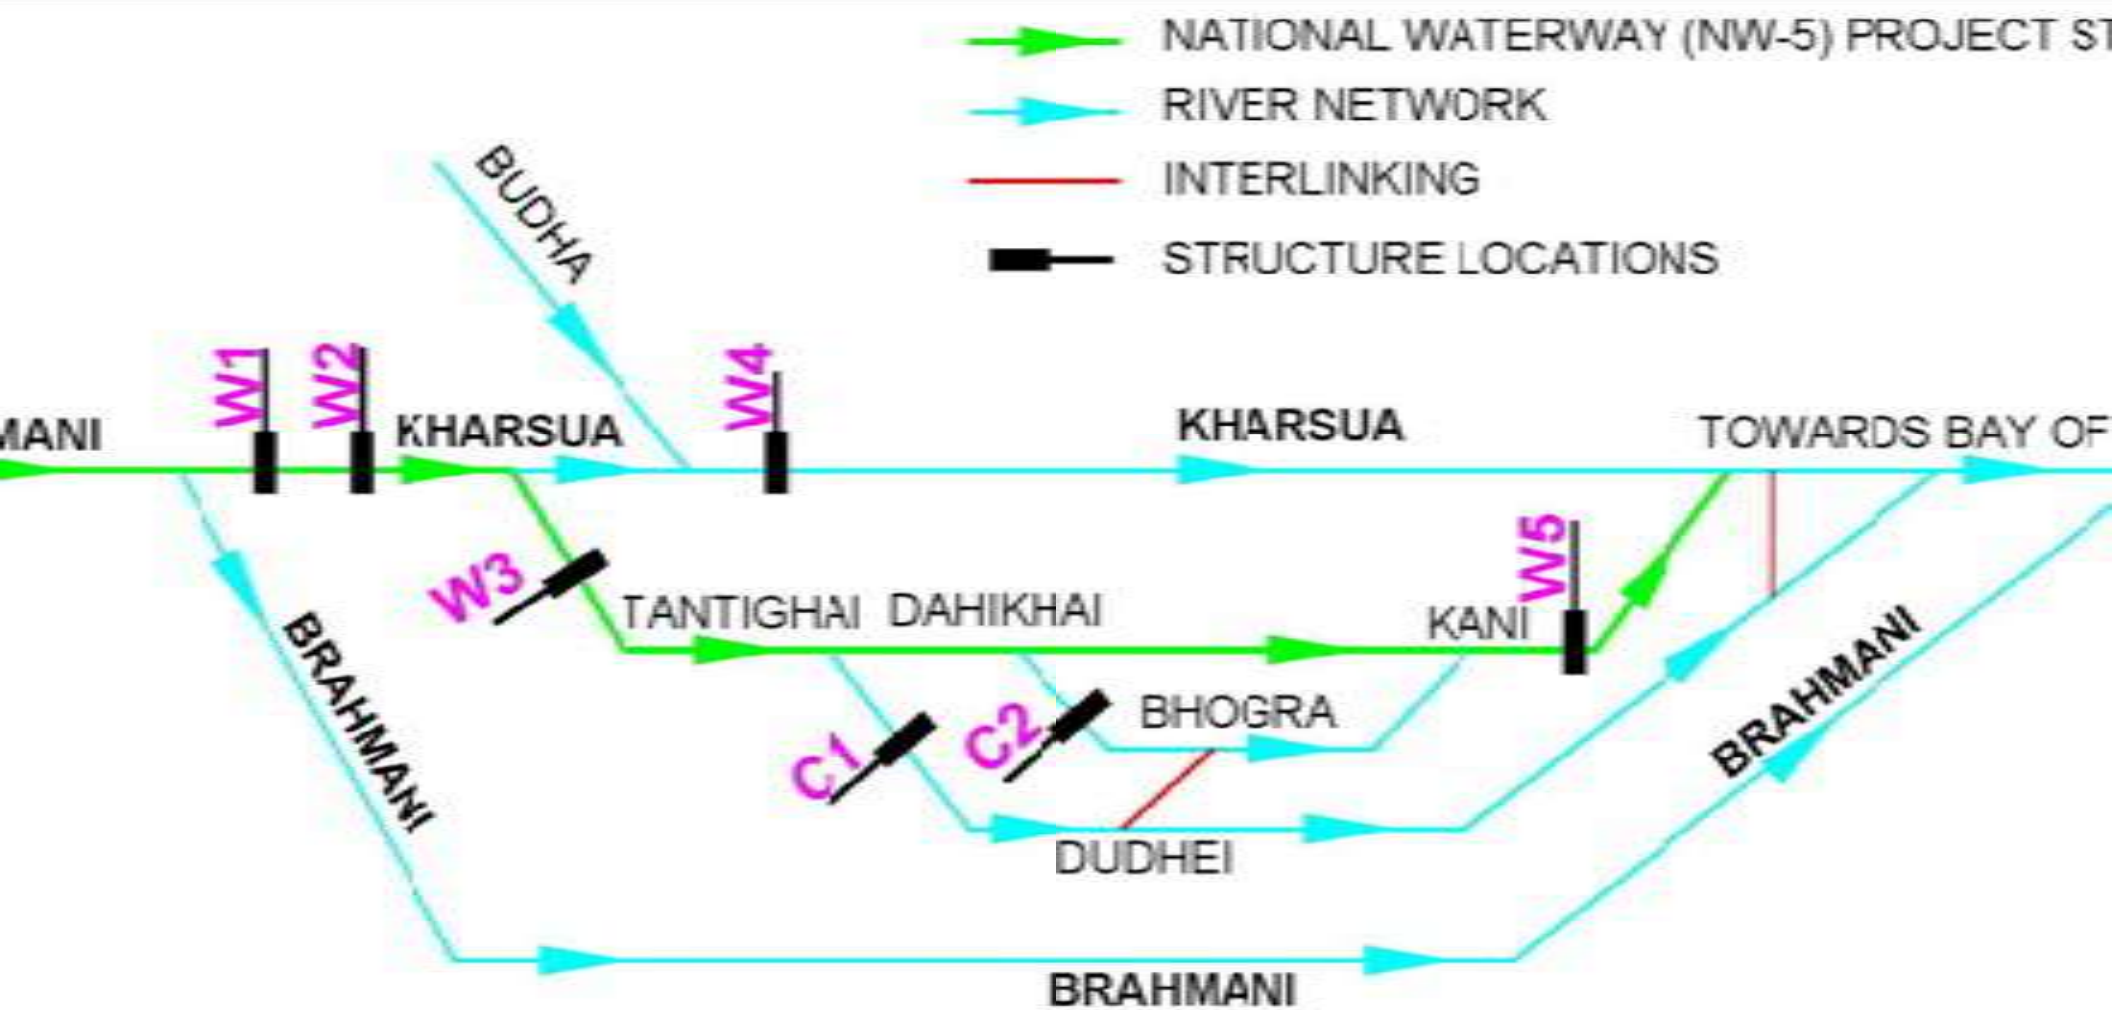 NATIONAL WATERWAY (NW-5) PROJECT ST
RIVER NETWORK
INTERLINKING
STRUCTURE LOCATIONS
BUDHA
W1
W2
W4
MANI
KHARSUA
KHARSUA
TOWARDS BAY OF
W3
W5
TANTIGHAI
DAHIKHAI
KANI
BRAHMANI
C1
C2
BHOGRA
BRAHMANI
DUDHEI
BRAHMANI